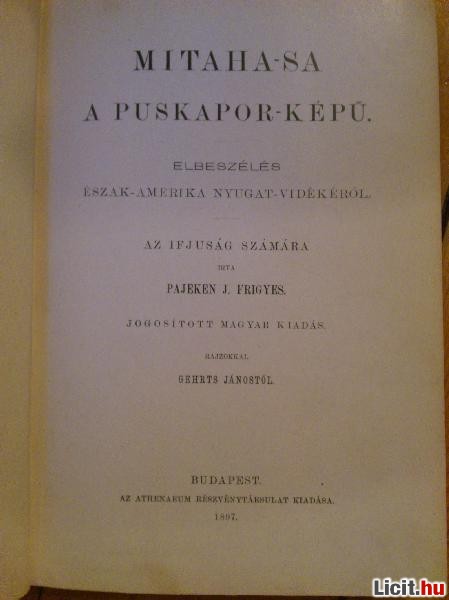 MITAHA-SA
A PUSKAPOR-KÉPŰ.
ELBESZÉLÉS
ÉSZAK-AMERIKA NYUGAT-VIDÉKÉRŐL.
AZ IFJUSÁG SZÁMÁRA
IRTA
PAJEKEN J. FRIGYES.
JOGOSÍTOTT MAGYAR KIADÁS.
RAJZOKKAL
GEHRTS JÁNOSTÓL.
BUDAPEST.
AZ ATHENAEUM RÉSZVÉNYTÁRSULAT KIADÁSA.
1897.
Licit.hu